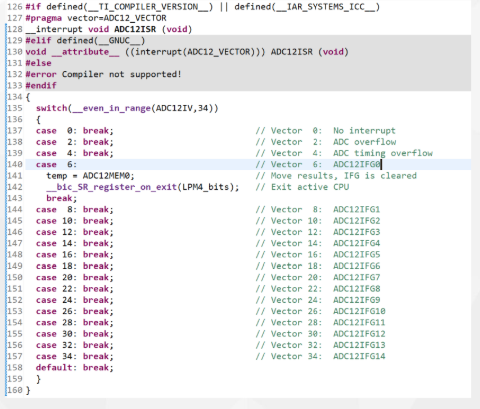 126 #if defined(__TI_COMPILER_VERSION__) || defined(__IAR_SYSTEMS_ICC__)
127 #pragma vector=ADC12_VECTOR
128 __interrupt void ADC12ISR (void)
129 #elif defined(__GNUC__)
130 void __attribute__ ((interrupt(ADC12_VECTOR))) ADC12ISR (void)
131 #else
132 #error Compiler not supported!
133 #endif
134 {
135   switch(__even_in_range(ADC12IV,34))
136   {
137   case  0: break;                           // Vector  0:  No interrupt
138   case  2: break;                           // Vector  2:  ADC overflow
139   case  4: break;                           // Vector  4:  ADC timing overflow
140   case  6:                                  // Vector  6:  ADC12IFG0
141     temp = ADC12MEM0;                       // Move results, IFG is cleared
142     __bic_SR_register_on_exit(LPM4_bits);   // Exit active CPU
143     break;
144   case  8: break;                           // Vector  8:  ADC12IFG1
145   case 10: break;                           // Vector 10:  ADC12IFG2
146   case 12: break;                           // Vector 12:  ADC12IFG3
147   case 14: break;                           // Vector 14:  ADC12IFG4
148   case 16: break;                           // Vector 16:  ADC12IFG5
149   case 18: break;                           // Vector 18:  ADC12IFG6
150   case 20: break;                           // Vector 20:  ADC12IFG7
151   case 22: break;                           // Vector 22:  ADC12IFG8
152   case 24: break;                           // Vector 24:  ADC12IFG9
153   case 26: break;                           // Vector 26:  ADC12IFG10
154   case 28: break;                           // Vector 28:  ADC12IFG11
155   case 30: break;                           // Vector 30:  ADC12IFG12
156   case 32: break;                           // Vector 32:  ADC12IFG13
157   case 34: break;                           // Vector 34:  ADC12IFG14
158   default: break;
159   }
160 }